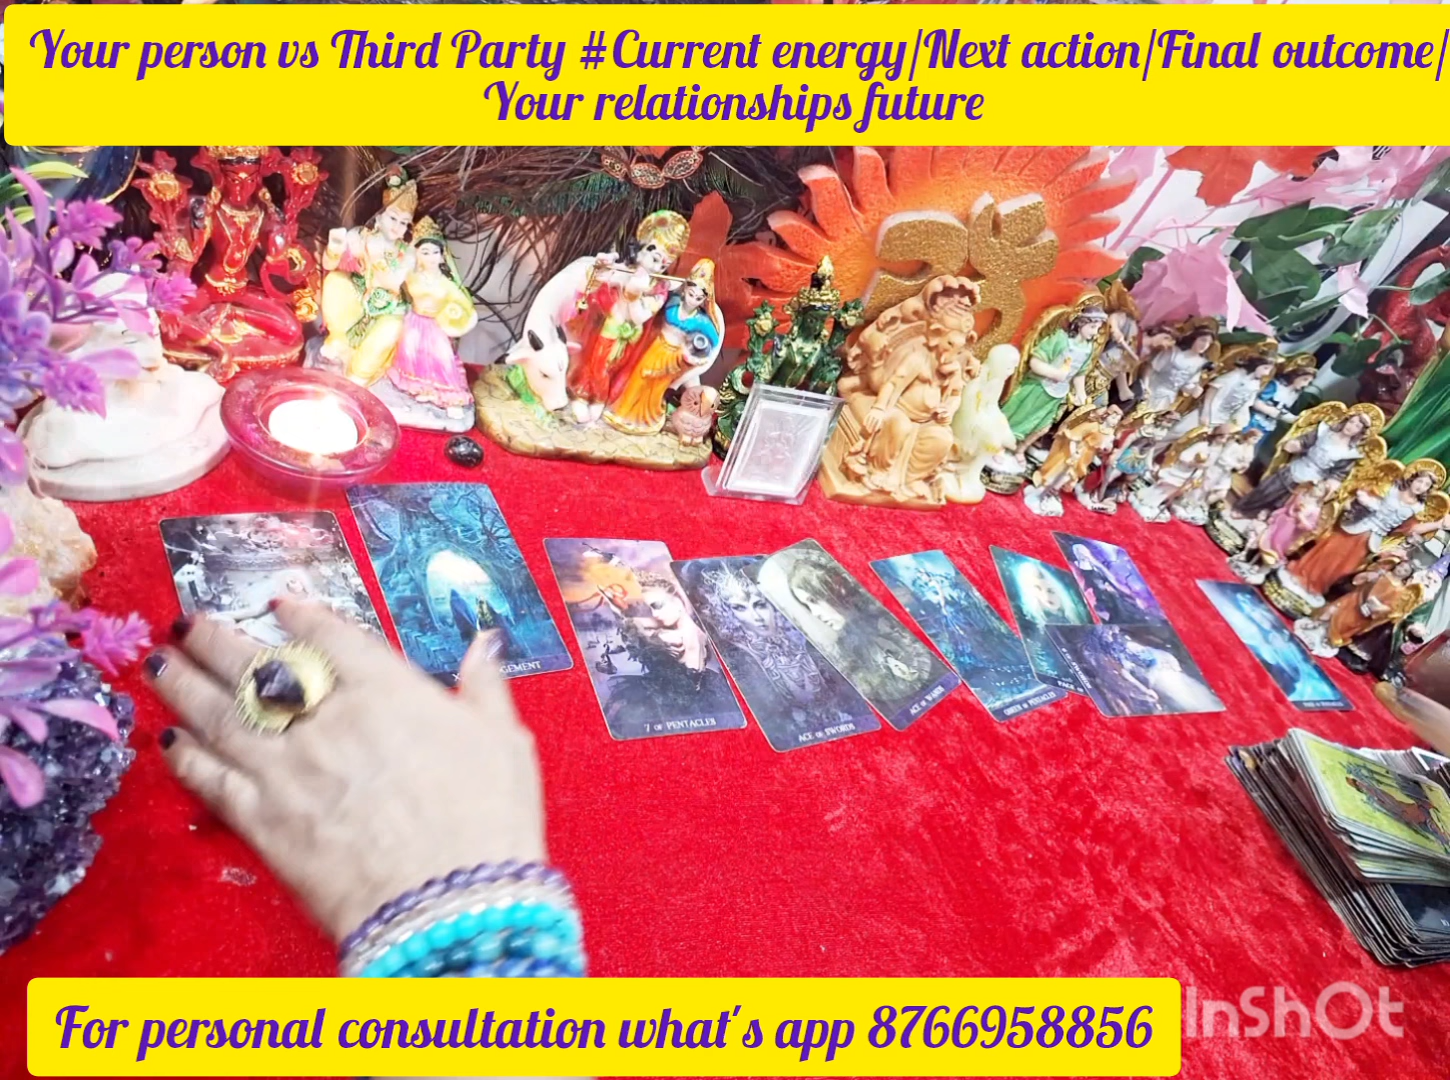 Your person vs Third Party #Current energy/Next action/Final outcome/
Your relationships future
7 OF PENTACLES
ACE OF SWORDS
ACE OF WANDS
QUEEN OF PENTACLES
For personal consultation what's app 8766958856
InShOt